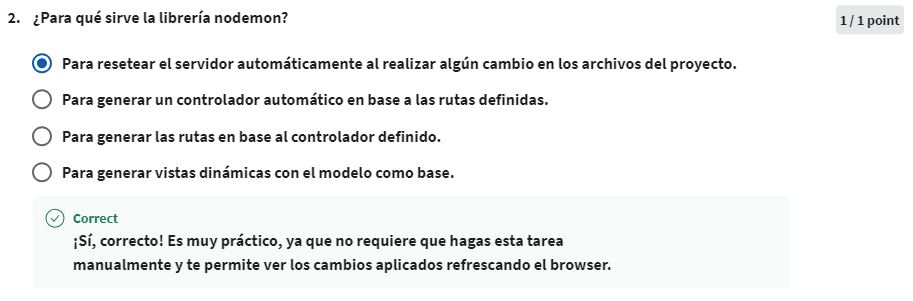 2. ¿Para qué sirve la librería nodemon?
1 / 1 point
Para resetear el servidor automáticamente al realizar algún cambio en los archivos del proyecto.
Para generar un controlador automático en base a las rutas definidas.
Para generar las rutas en base al controlador definido.
Para generar vistas dinámicas con el modelo como base.
Correct
¡Sí, correcto! Es muy práctico, ya que no requiere que hagas esta tarea
manualmente y te permite ver los cambios aplicados refrescando el browser.